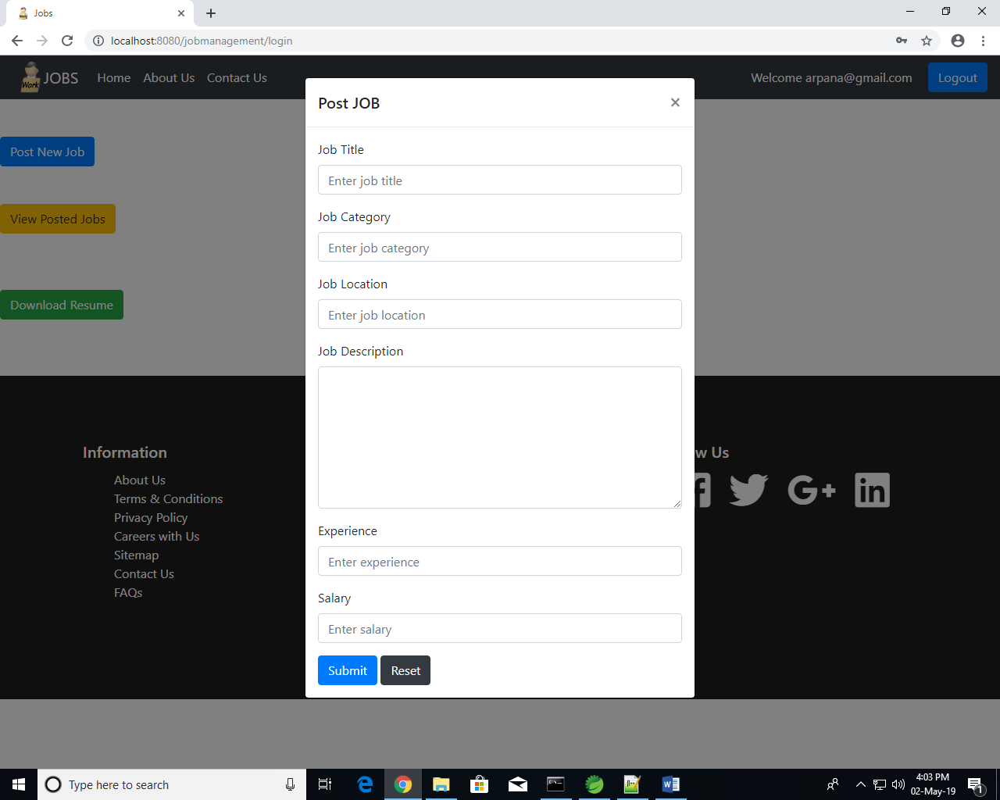 Jobs
localhost:8080/jobmanagement/login
Work JOBS Home About Us Contact Us Welcome arpana@gmail.com Logout
Post JOB ×
Post New Job
View Posted Jobs
Download Resume
Job Title
Enter job title
Job Category
Enter job category
Job Location
Enter job location
Job Description
Experience
Enter experience
Salary
Enter salary
Submit Reset
Information
About Us
Terms & Conditions
Privacy Policy
Careers with Us
Sitemap
Contact Us
FAQs
w Us
Type here to search
4:03 PM
02-May-19
1